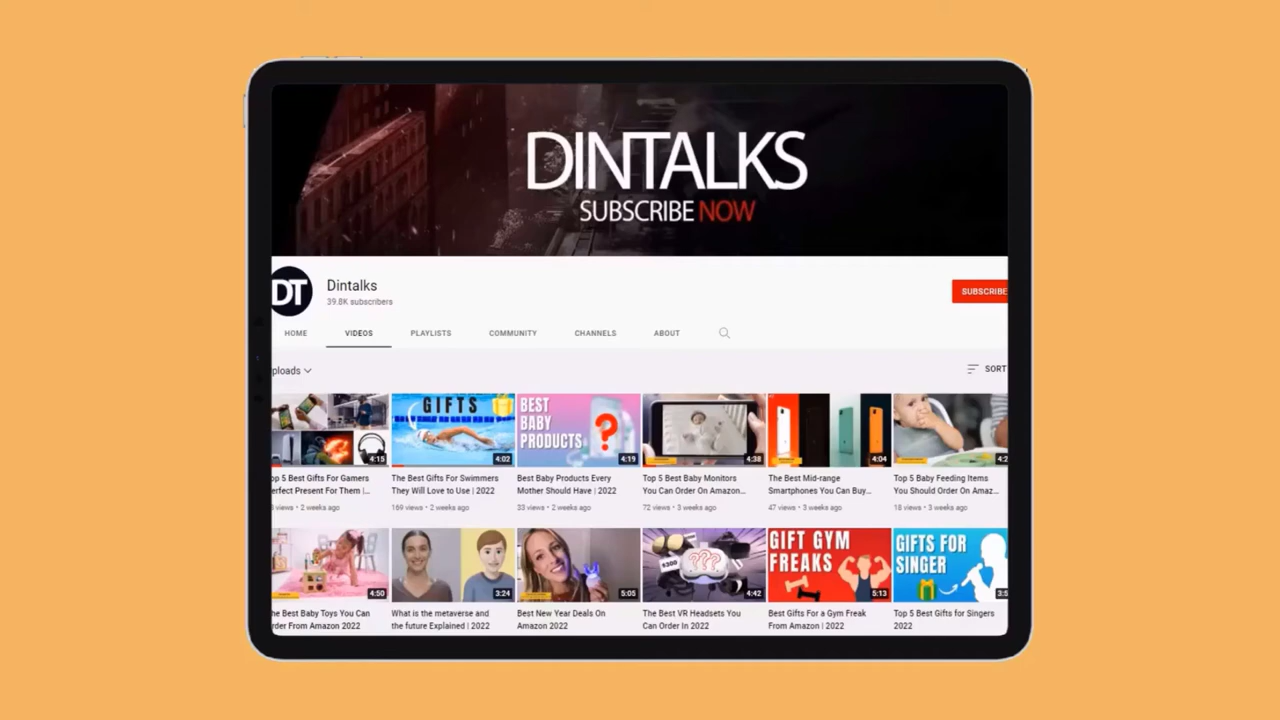 DINTALKS
SUBSCRIBE NOW
DT
Dintalks
39.8K subscribers
SUBSCRIBE
HOME
VIDEOS
PLAYLISTS
COMMUNITY
CHANNELS
ABOUT
ploads
SORT
4:15
GIFTS
4:02
BEST
BABY
PRODUCTS
?
4:19
4:38
4:04
4:2
op 5 Best Gifts For Gamers
erfect Present For Them |...
views • 2 weeks ago
The Best Gifts For Swimmers
They Will Love to Use | 2022
169 views • 2 weeks ago
Best Baby Products Every
Mother Should Have | 2022
33 views • 2 weeks ago
Top 5 Best Baby Monitors
You Can Order On Amazon...
72 views • 3 weeks ago
The Best Mid-range
Smartphones You Can Buy...
47 views • 3 weeks ago
Top 5 Baby Feeding Items
You Should Order On Amaz...
18 views • 3 weeks ago
4:50
3:24
5:05
$300
???
4:42
GIFT GYM
FREAKS
5:13
GIFTS FOR
SINGER
3:5
he Best Baby Toys You Can
rder From Amazon 2022
What is the metaverse and
the future Explained | 2022
Best New Year Deals On
Amazon 2022
The Best VR Headsets You
Can Order In 2022
Best Gifts For a Gym Freak
From Amazon | 2022
Top 5 Best Gifts for Singers
2022